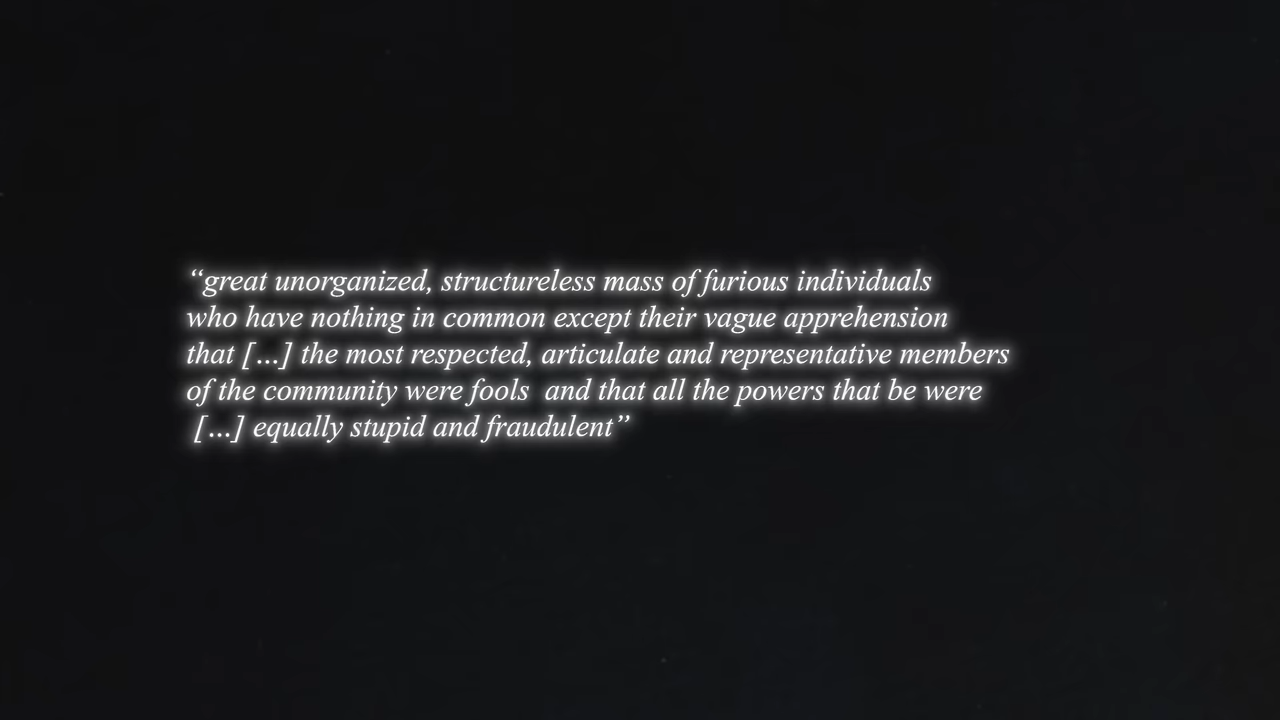 “great unorganized, structureless mass of furious individuals
who have nothing in common except their vague apprehension
that [...] the most respected, articulate and representative members
of the community were fools  and that all the powers that be were
[...] equally stupid and fraudulent”